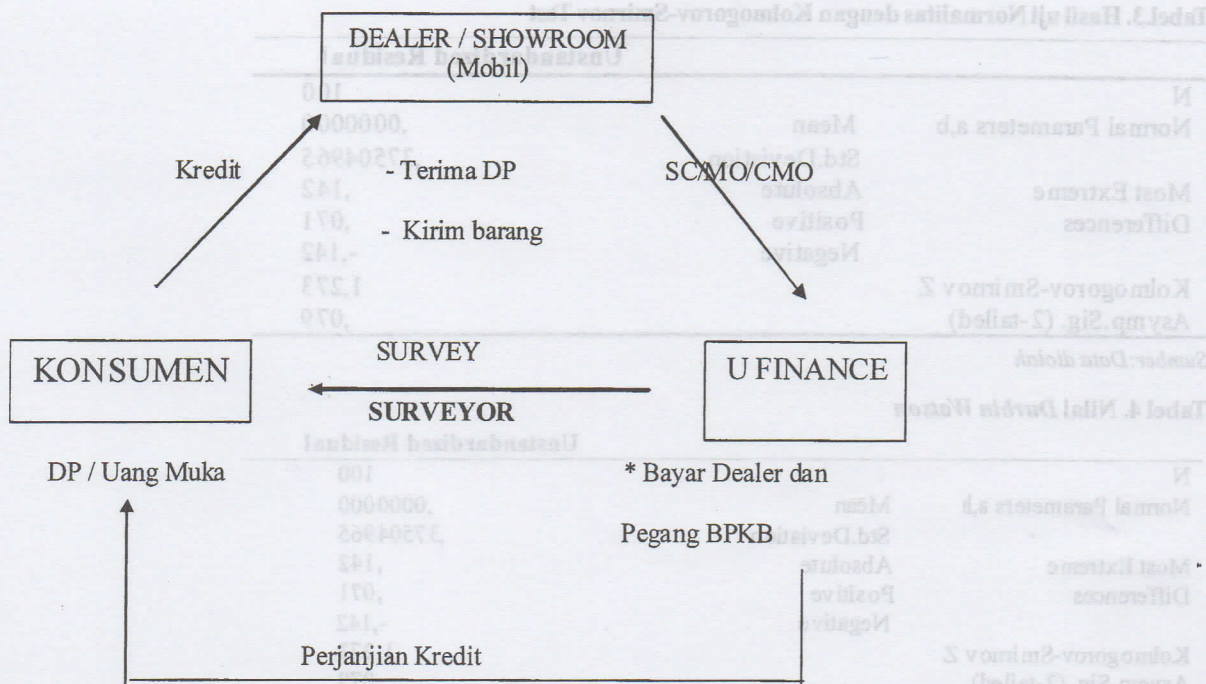 DEALER / SHOWROOM
(Mobil)
Kredit
- Terima DP
SC/MO/CMO
- Kirim barang
KONSUMEN
SURVEY
SURVEYOR
U FINANCE
DP / Uang Muka
* Bayar Dealer dan
Pegang BPKB
Perjanjian Kredit
Tabel 3. Hasil uji Normalitas dengan Kolmogorov-Smirnov Test
Unstandardized Residual
N 100
Normal Parameters a,b Mean ,0000000
Std.Deviation ,37504965
Most Extreme Absolute ,142
Differences Positive ,071
Negative -,142
Kolmogorov-Smirnov Z 1,273
Asymp.Sig. (2-tailed) ,079
Sumber: Data diolah
Tabel 4. Nilai Durbin Watson
Unstandardized Residual
N 100
Normal Parameters a,b Mean ,0000000
Std.Deviation ,37504965
Most Extreme Absolute ,142
Differences Positive ,071
Negative -,142
Kolmogorov-Smirnov Z
Asymp.Sig. (2-tailed)